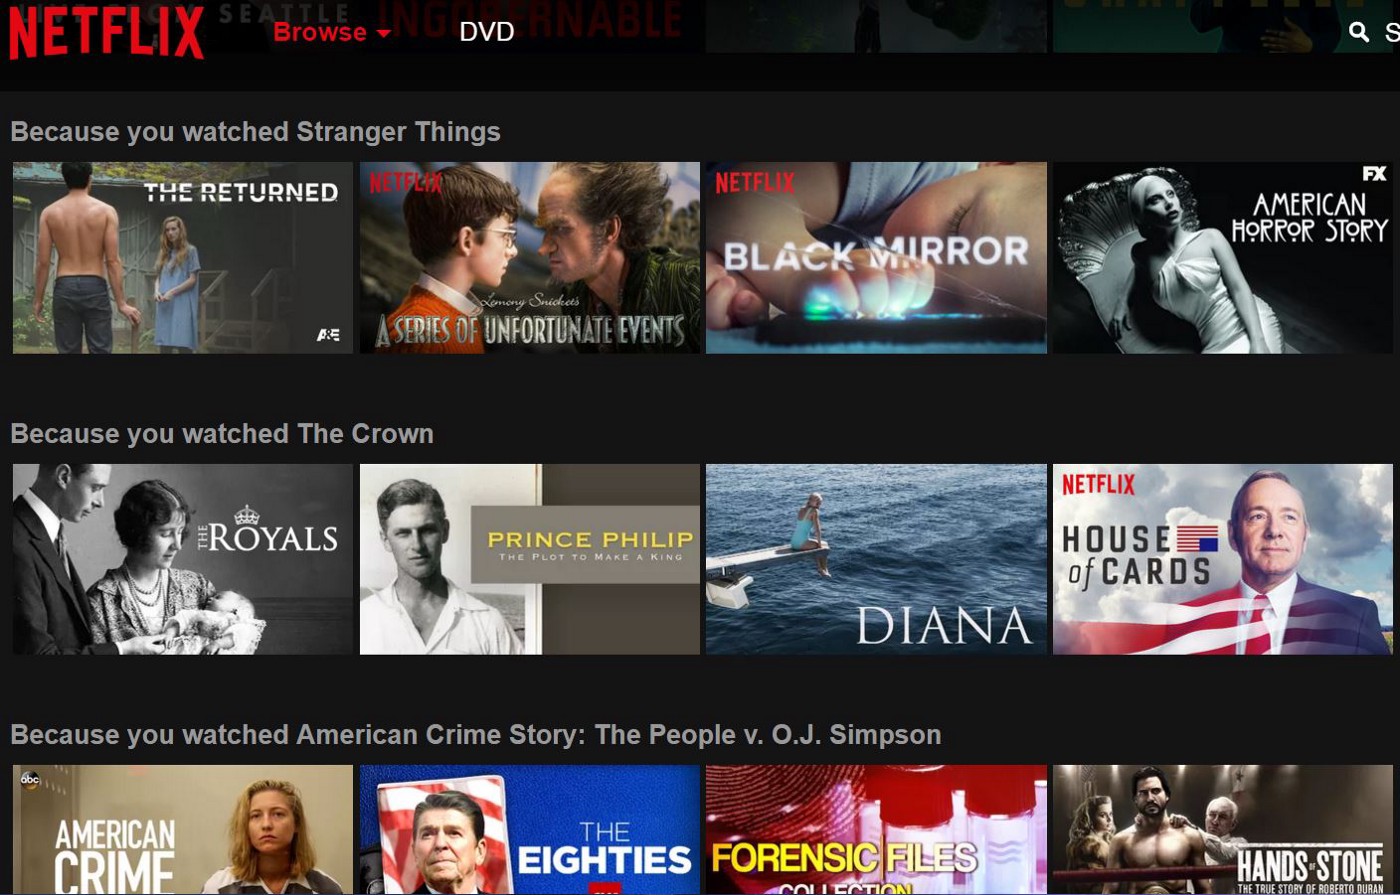 SEATTLE
INGOBERNABLE
NETFLIX
Browse
DVD
S
Because you watched Stranger Things
THE RETURNED
A&E
NETFLIX
Lemony Snicket's
A SERIES OF UNFORTUNATE EVENTS
NETFLIX
BLACK MIRROR
FX
AMERICAN
HORROR STORY
Because you watched The Crown
THE ROYALS
PRINCE PHILIP
THE PLOT TO MAKE A KING
DIANA
NETFLIX
HOUSE
of CARDS
Because you watched American Crime Story: The People v. O.J. Simpson
abc
AMERICAN
CRIME
THE
EIGHTIES
FORENSIC FILES
COLLECTION
HANDS OF STONE
THE TRUE STORY OF ROBERTO DURAN